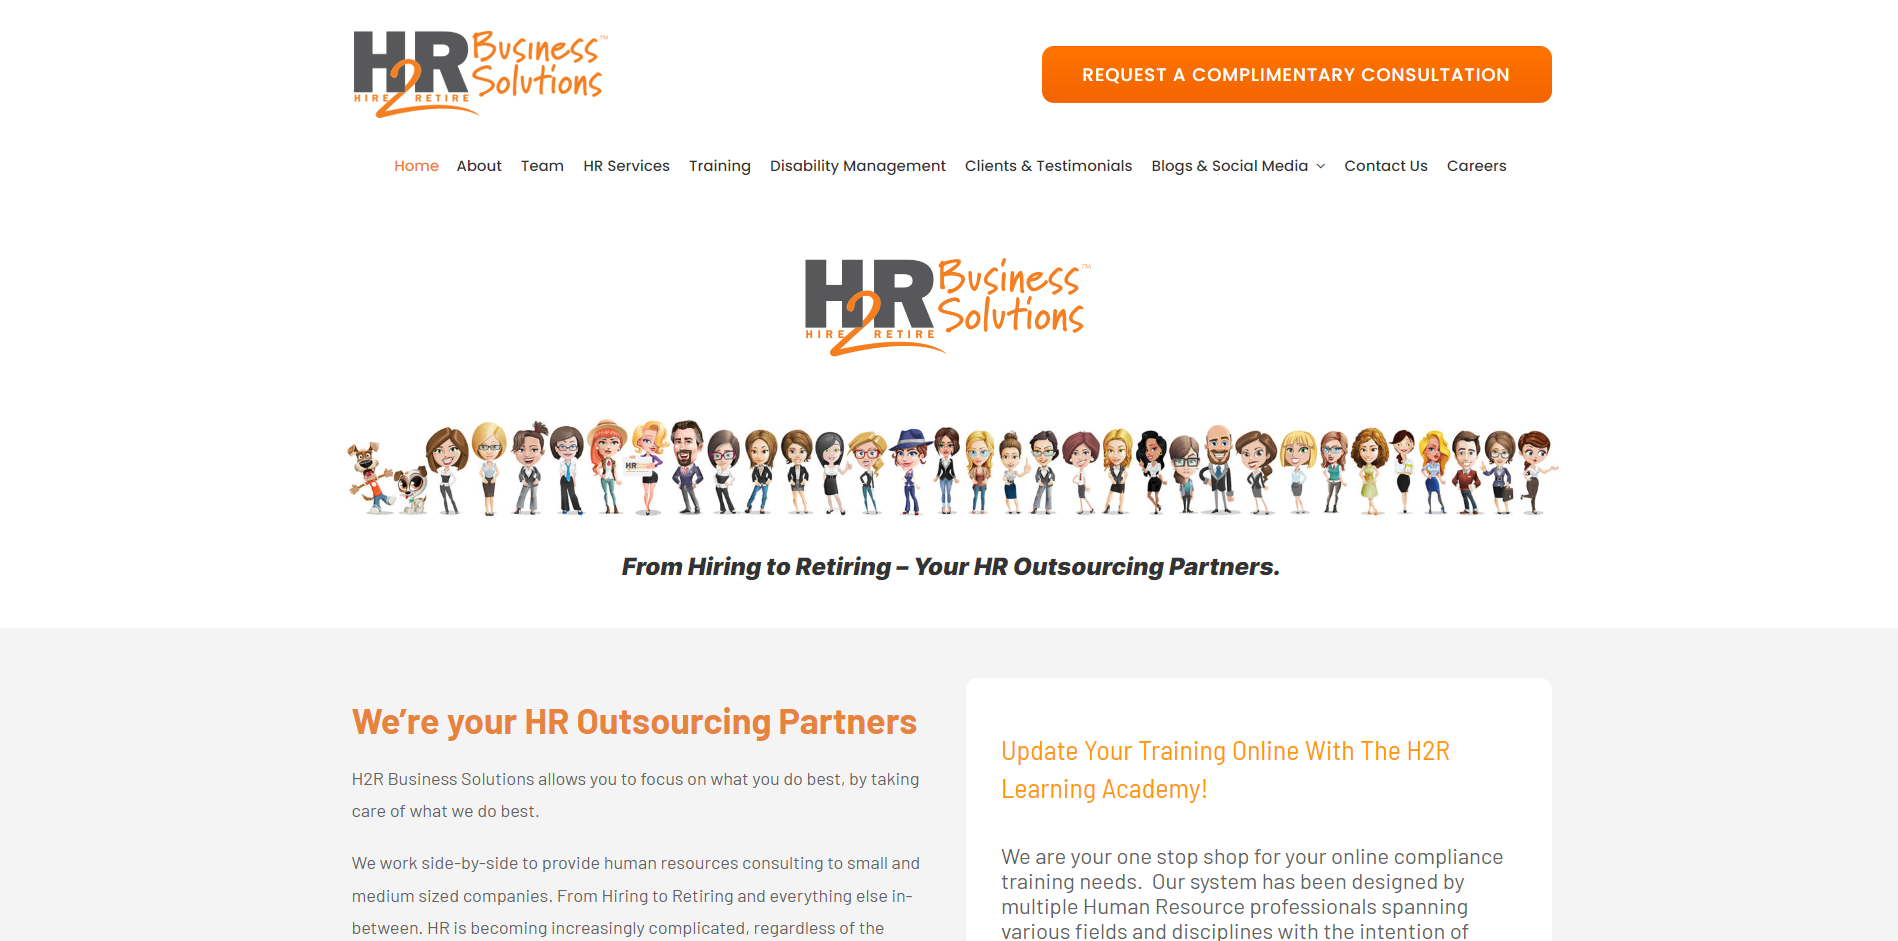 HR Business Solutions™
2
HIRE RETIRE
REQUEST A COMPLIMENTARY CONSULTATION
Home About Team HR Services Training Disability Management Clients & Testimonials Blogs & Social Media Contact Us Careers
HR Business Solutions™
2
HIRE RETIRE
HR
From Hiring to Retiring – Your HR Outsourcing Partners.
We’re your HR Outsourcing Partners
H2R Business Solutions allows you to focus on what you do best, by taking
care of what we do best.
We work side-by-side to provide human resources consulting to small and
medium sized companies. From Hiring to Retiring and everything else in-
between. HR is becoming increasingly complicated, regardless of the
Update Your Training Online With The H2R
Learning Academy!
We are your one stop shop for your online compliance
training needs.  Our system has been designed by
multiple Human Resource professionals spanning
various fields and disciplines with the intention of